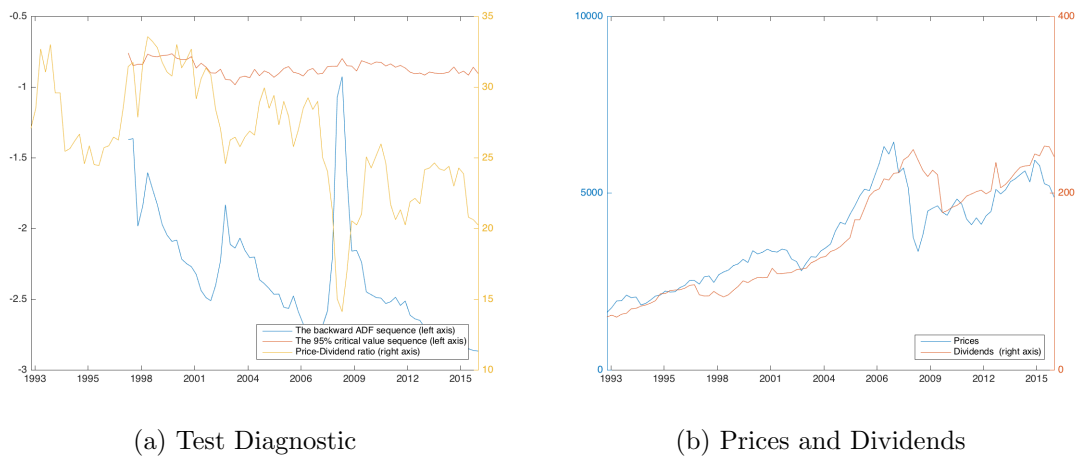 -0.5
-1
-1.5
-2
-2.5
-3
35
30
25
20
15
10
The backward ADF sequence (left axis)
The 95% critical value sequence (left axis)
Price-Dividend ratio (right axis)
1993 1995 1998 2001 2004 2007 2009 2012 2015
10000
5000
0
400
200
0
Prices
Dividends (right axis)
1993 1995 1998 2001 2004 2007 2009 2012 2015
(a) Test Diagnostic
(b) Prices and Dividends